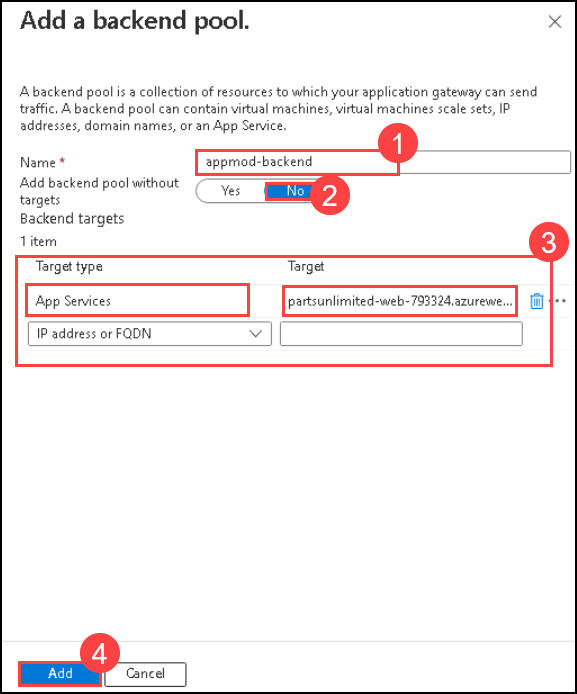 Add a backend pool.
A backend pool is a collection of resources to which your application gateway can send
traffic. A backend pool can contain virtual machines, virtual machines scale sets, IP
addresses, domain names, or an App Service.
1
Name *
appmod-backend
Add backend pool without
targets
Yes
No
2
Backend targets
1 item
3
Target type
Target
App Services
partsunlimited-web-793324.azurewe...
IP address or FQDN
4
Add
Cancel